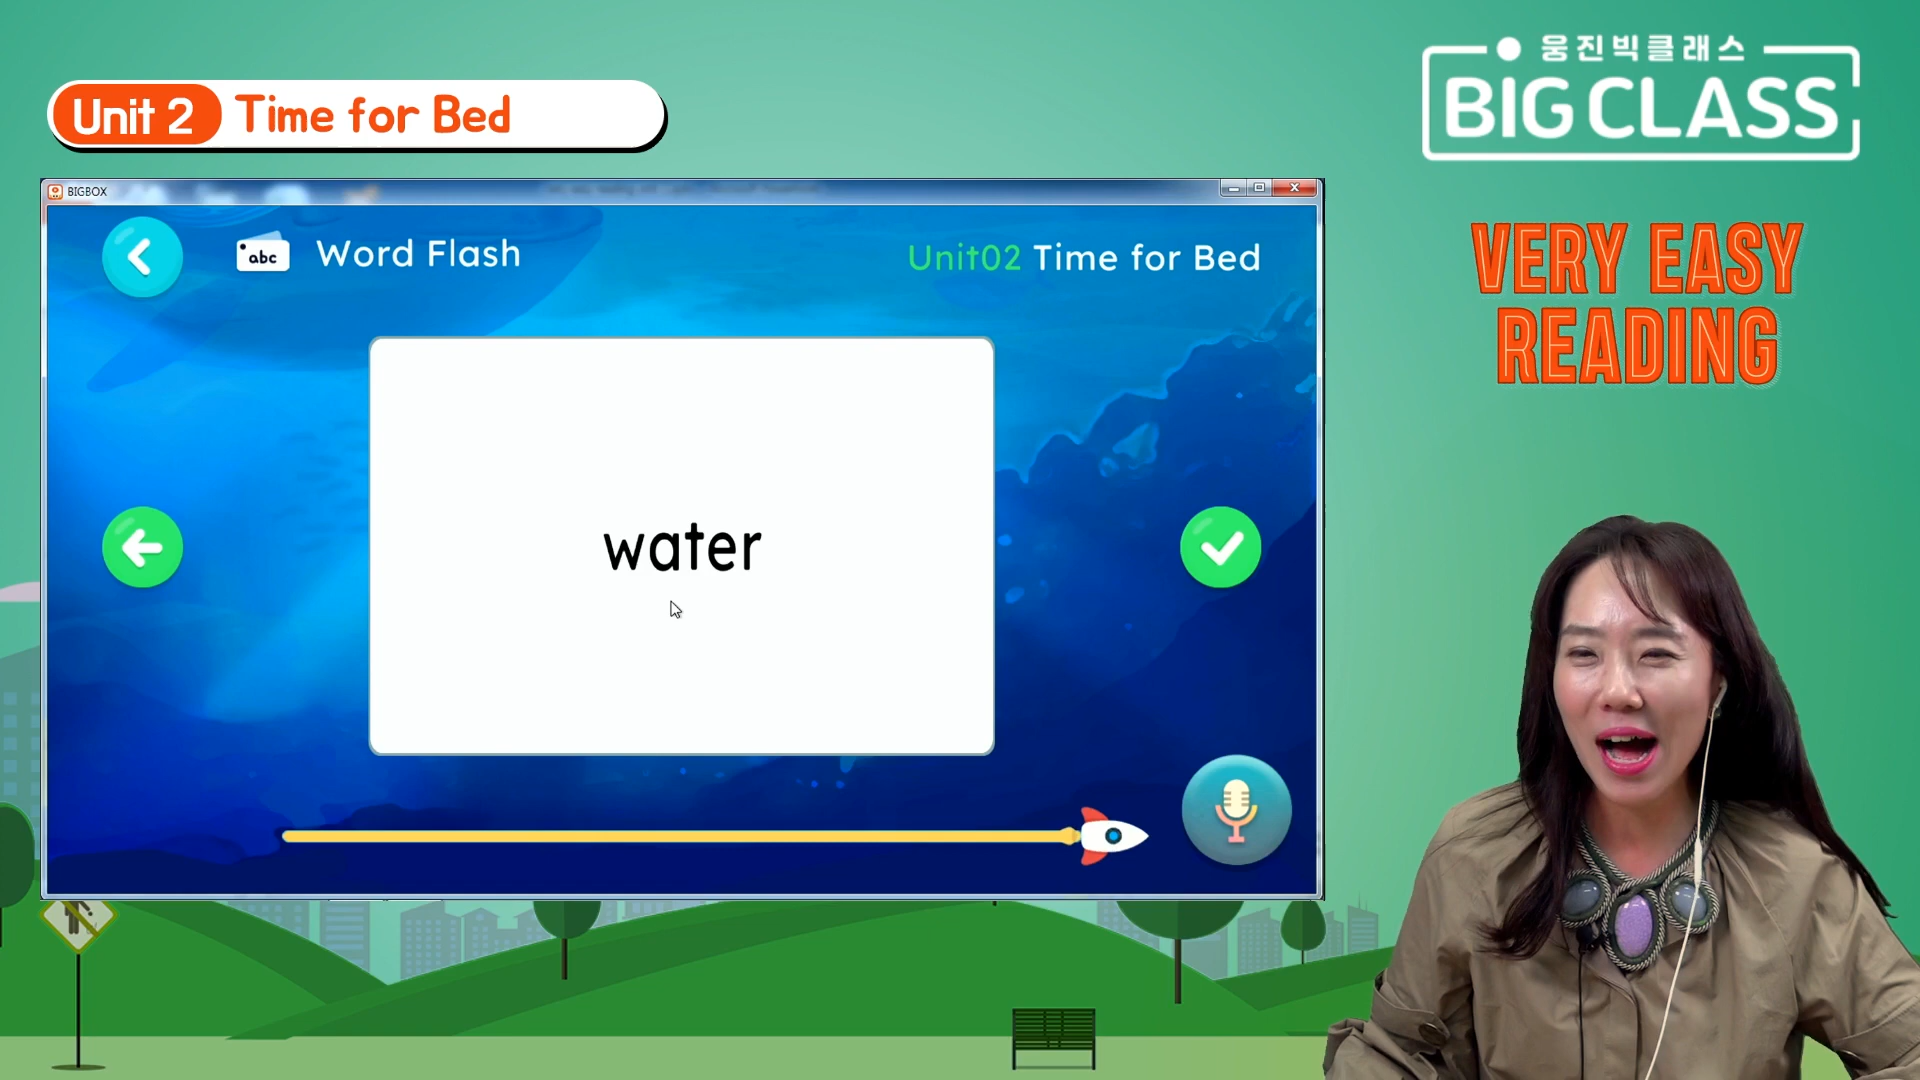 Unit 2 Time for Bed
웅진빅클래스
BIG CLASS
BIGBOX
abc Word Flash
Unit02 Time for Bed
VERY EASY
READING
water